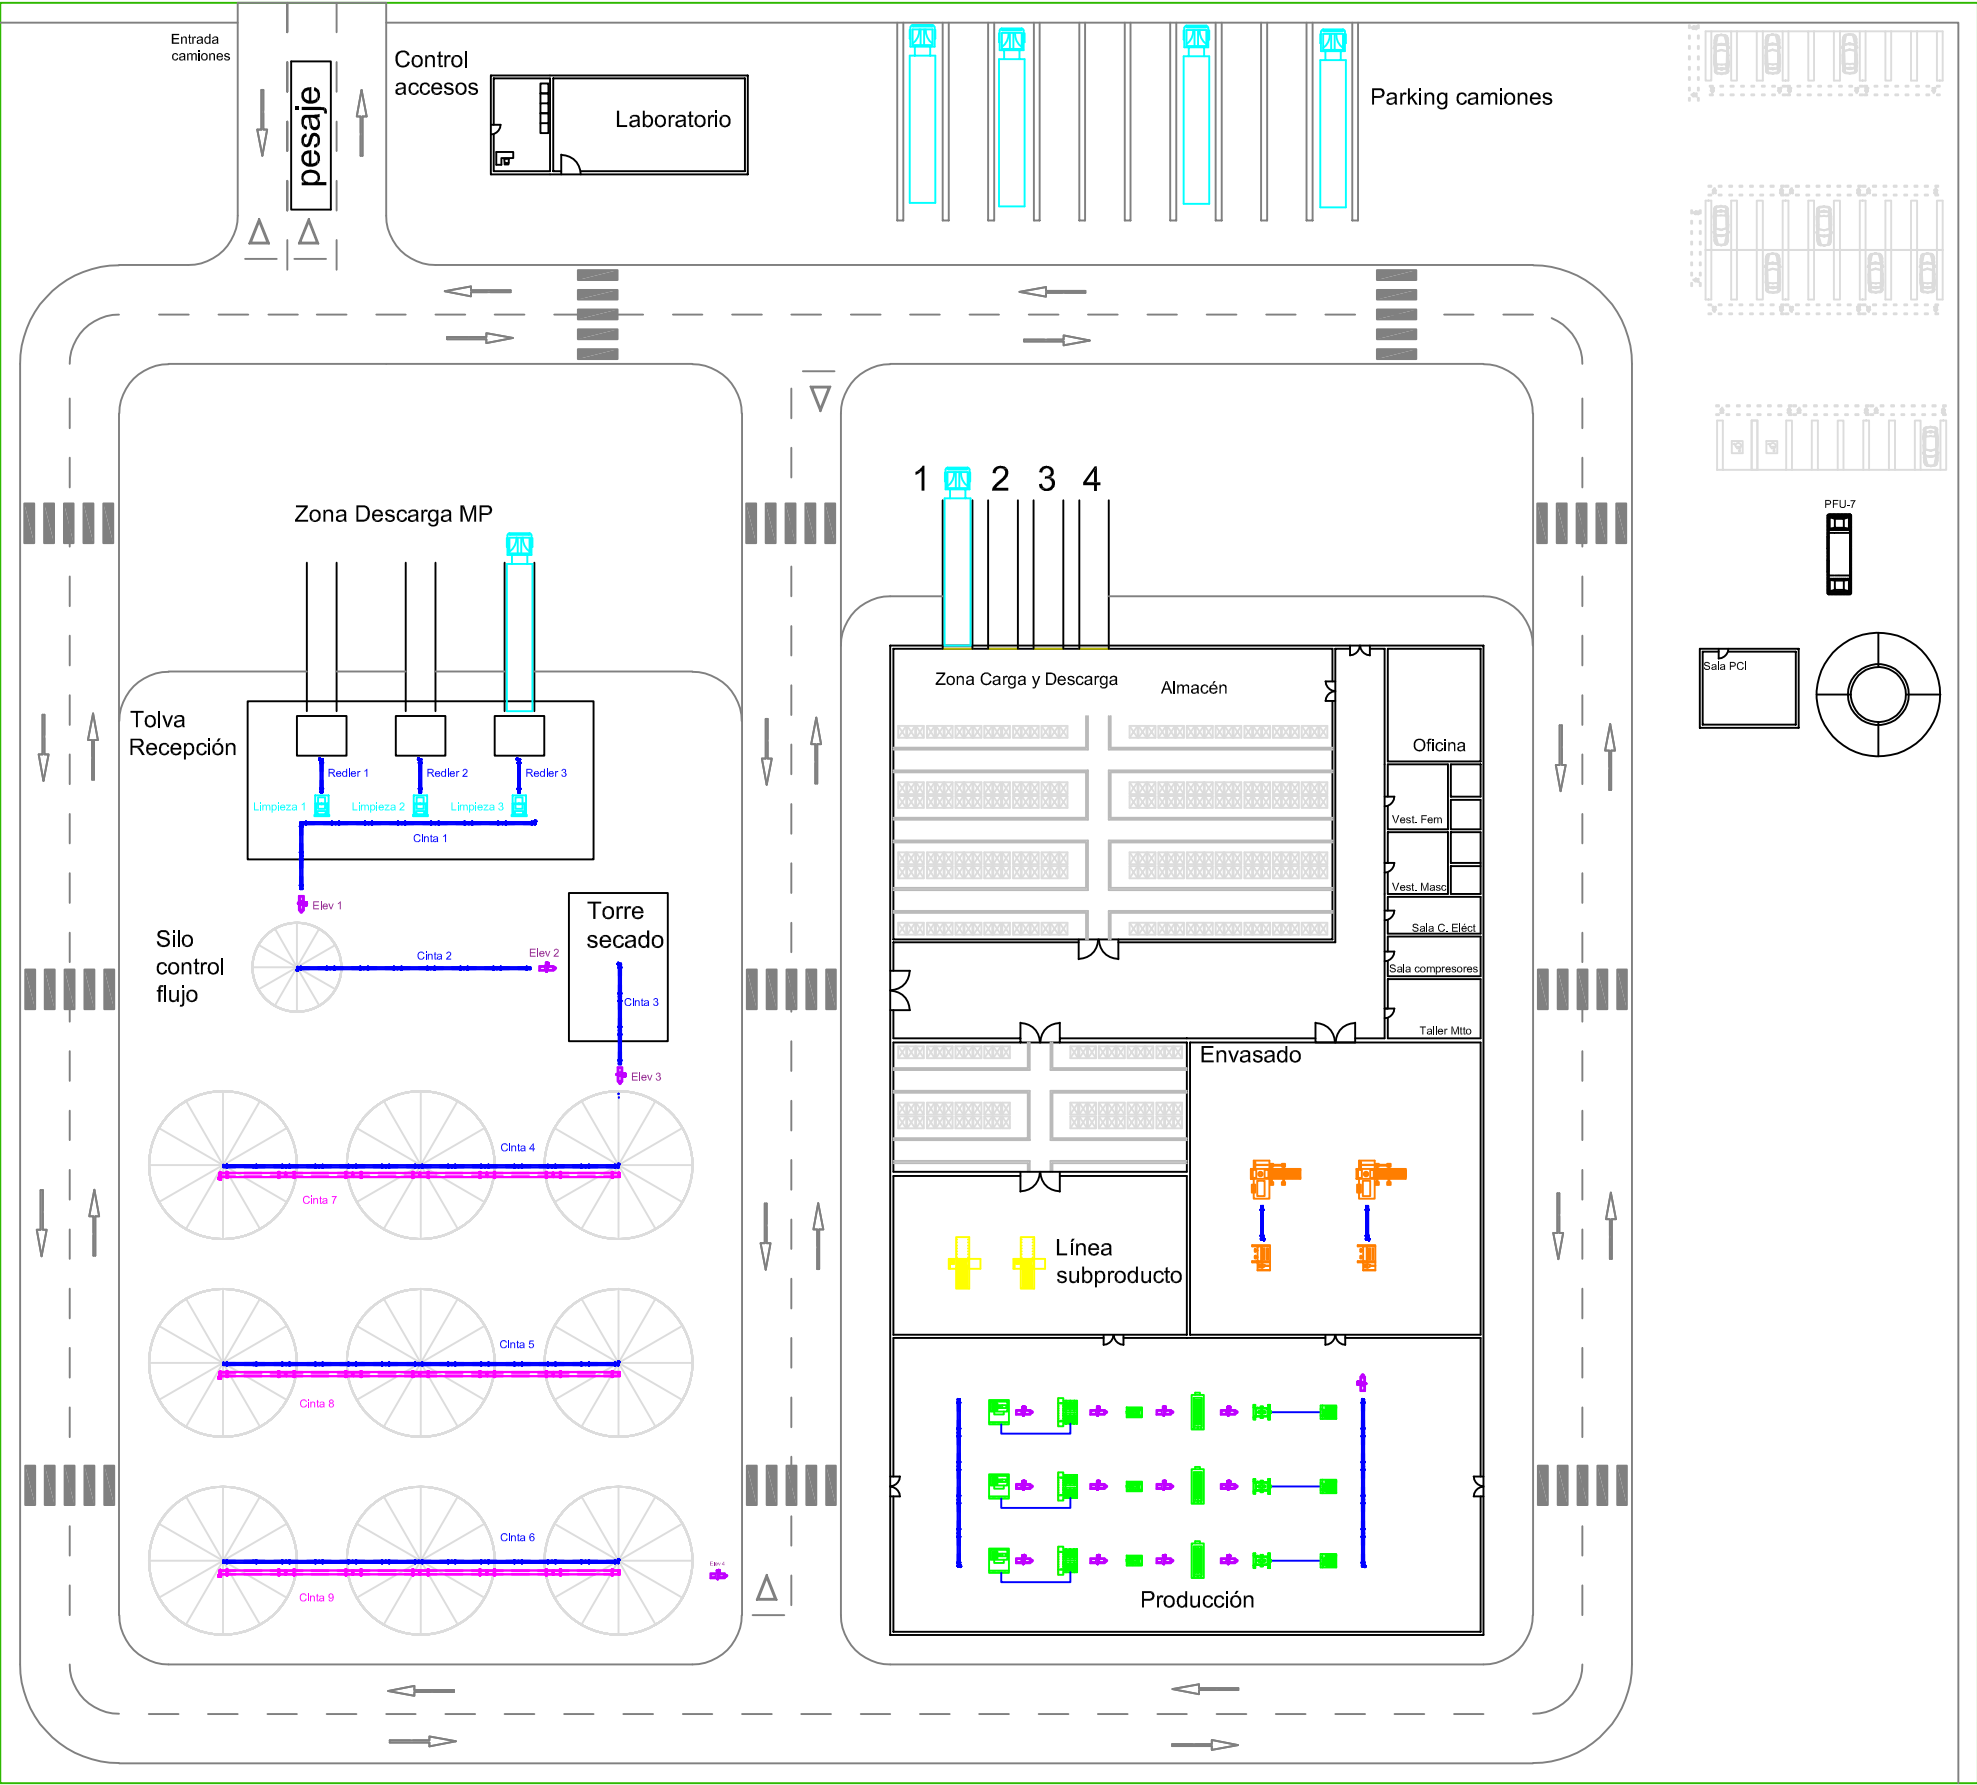 Entrada
camiones
pesaje
Control
accesos
Laboratorio
Parking camiones
PFU-7
Sala PCI
1
2
3
4
Zona Descarga MP
Tolva
Recepción
Redler 1
Redler 2
Redler 3
Limpieza 1
Limpieza 2
Limpieza 3
CInta 1
Elev 1
Silo
control
flujo
Cinta 2
Elev 2
Torre
secado
CInta 3
Elev 3
CInta 4
Cinta 7
CInta 5
Cinta 8
CInta 6
CInta 9
Elev 4
Zona Carga y Descarga
Almacén
Oficina
Vest. Fem
Vest. Masc
Sala C. Eléct
Sala compresores
Taller Mtto
Envasado
Línea
subproducto
Producción